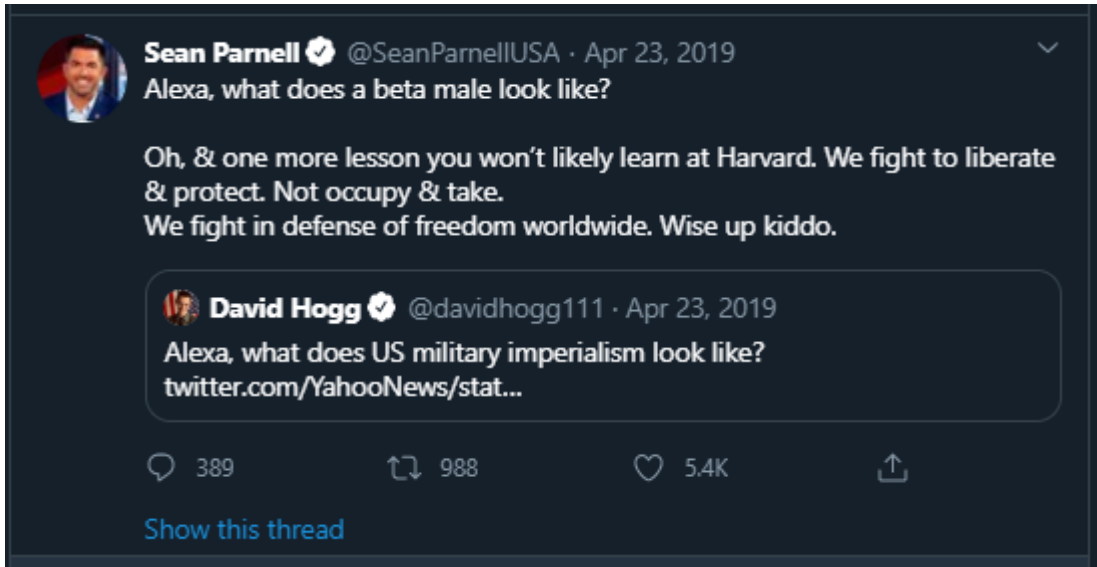 Sean Parnell @SeanParnellUSA · Apr 23, 2019
Alexa, what does a beta male look like?
Oh, & one more lesson you won’t likely learn at Harvard. We fight to liberate
& protect. Not occupy & take.
We fight in defense of freedom worldwide. Wise up kiddo.
David Hogg @davidhogg111 · Apr 23, 2019
Alexa, what does US military imperialism look like?
twitter.com/YahooNews/stat...
389 988 5.4K
Show this thread